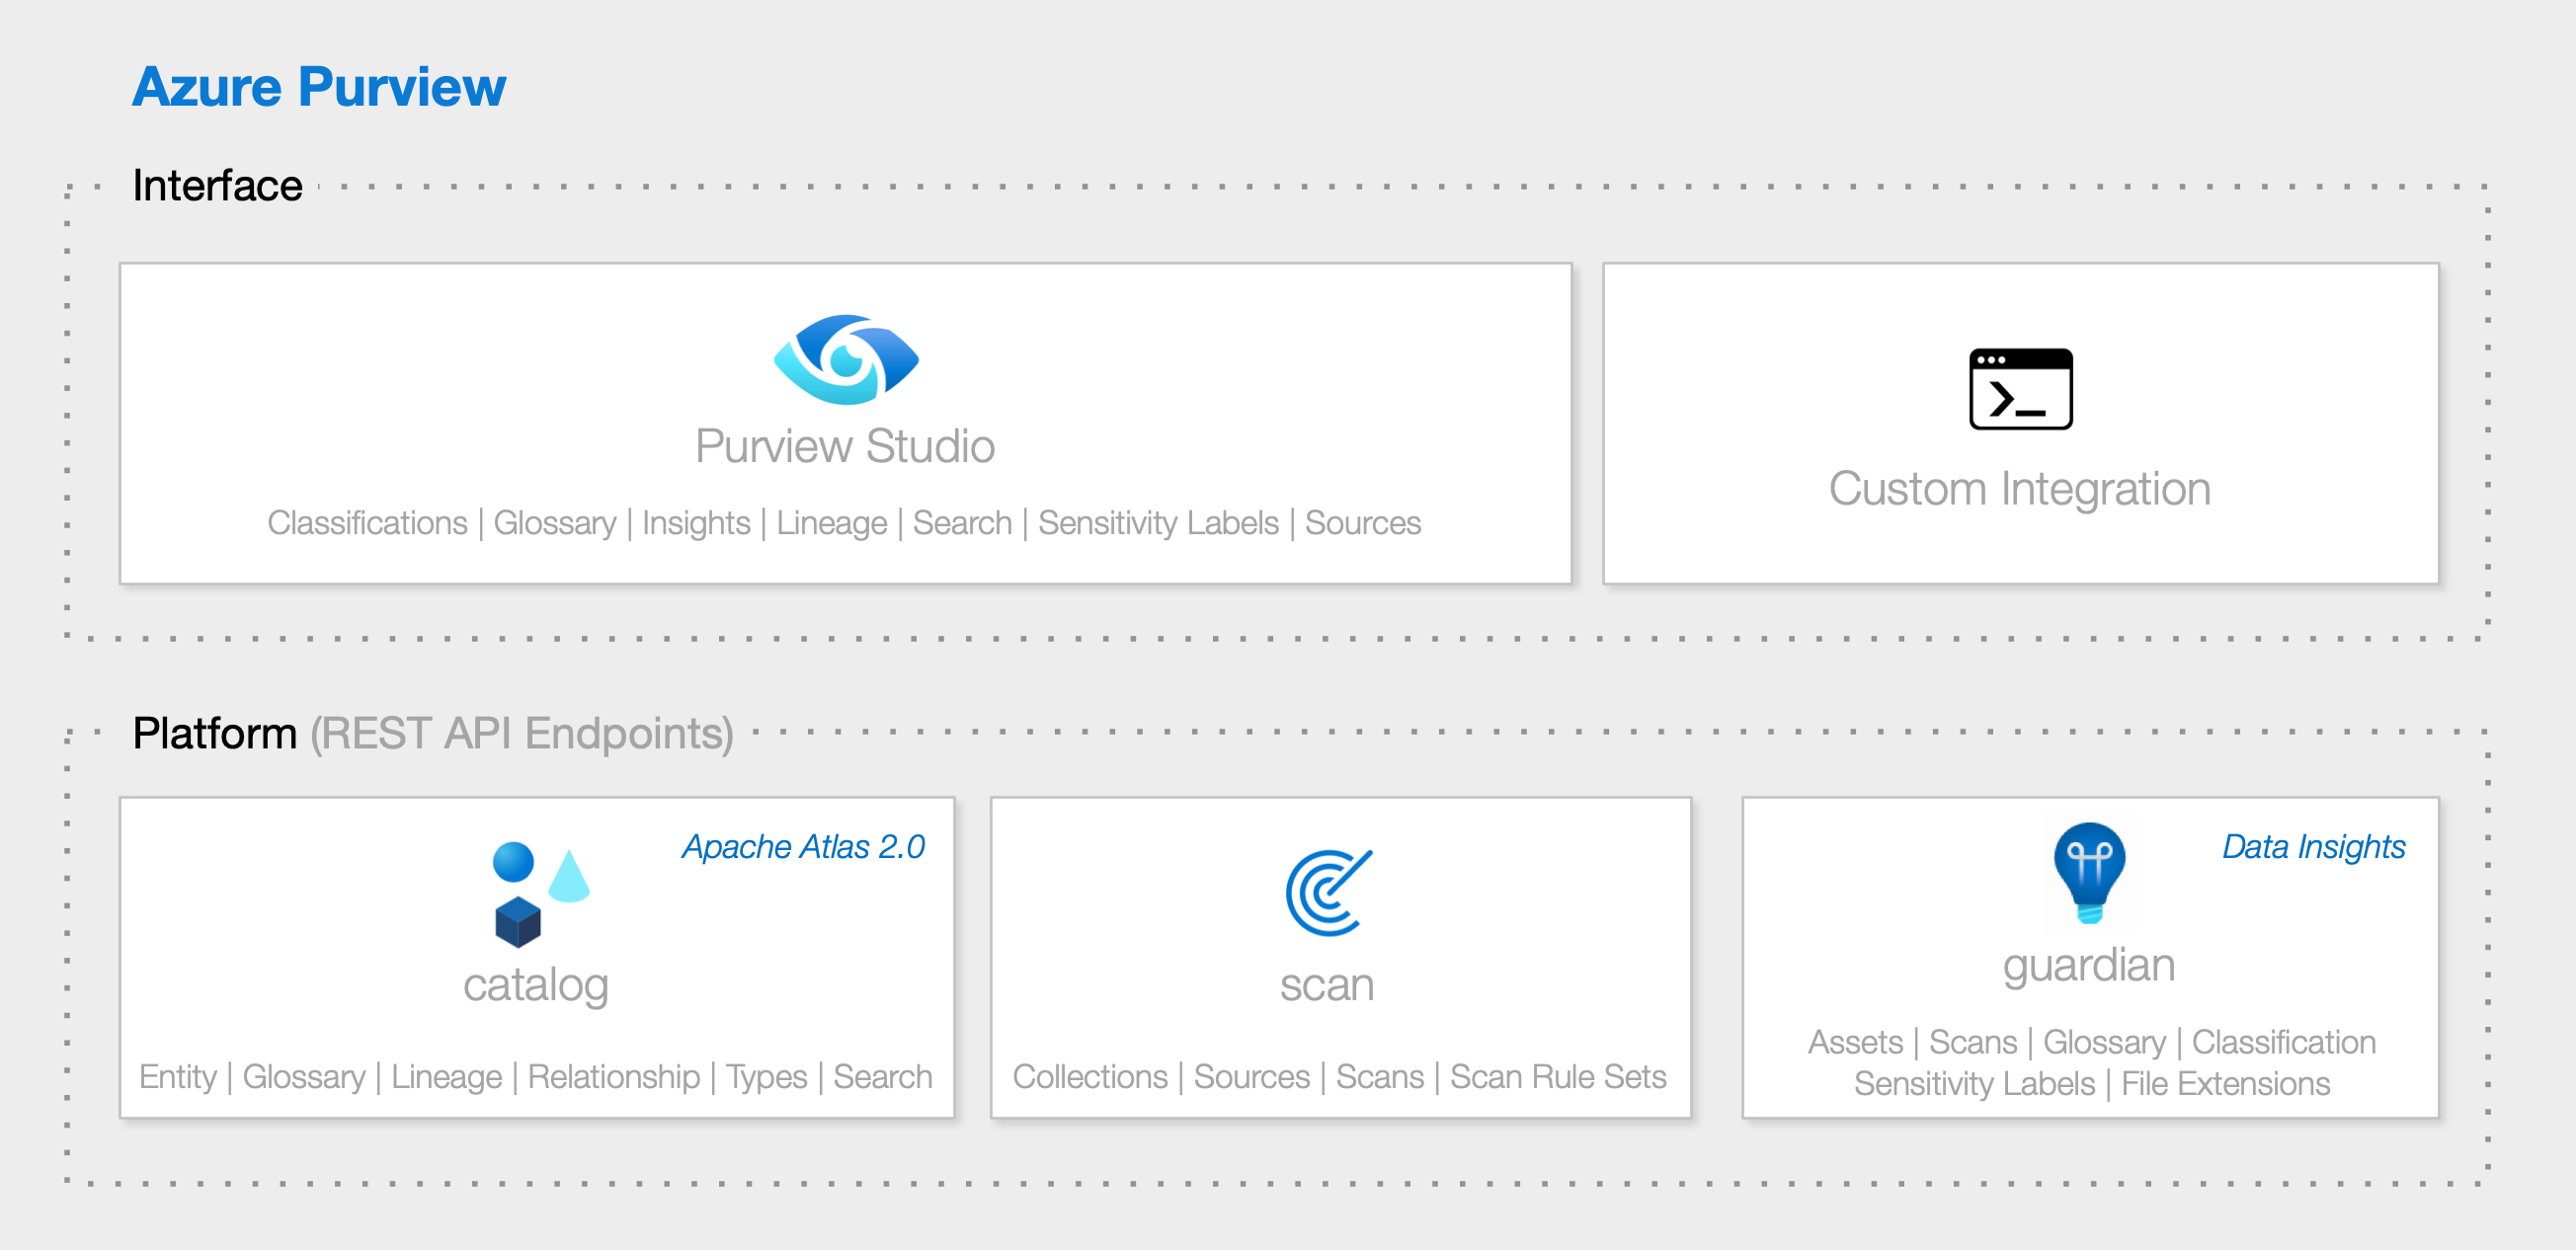 Azure Purview
Interface
Purview Studio
Classifications | Glossary | Insights | Lineage | Search | Sensitivity Labels | Sources
Custom Integration
Platform (REST API Endpoints)
Apache Atlas 2.0
catalog
Entity | Glossary | Lineage | Relationship | Types | Search
scan
Collections | Sources | Scans | Scan Rule Sets
Data Insights
guardian
Assets | Scans | Glossary | Classification
Sensitivity Labels | File Extensions